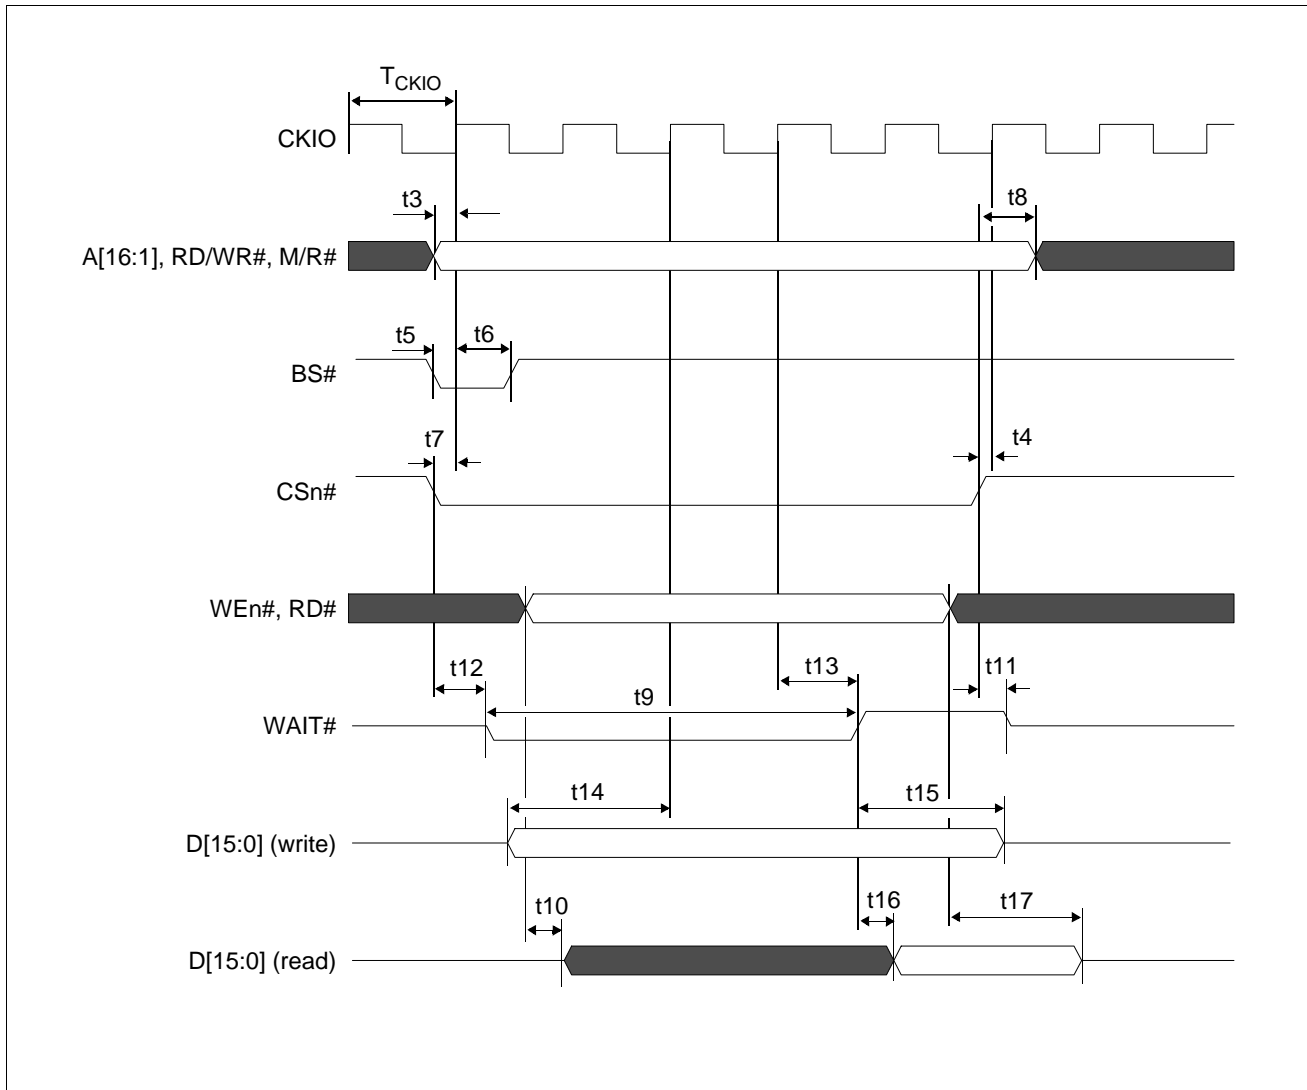 TCKIO
CKIO
t3
t8
A[16:1], RD/WR#, M/R#
t5
t6
BS#
t7
t4
CSn#
WEn#, RD#
t12
t13
t11
t9
WAIT#
t14
t15
D[15:0] (write)
t10
t16
t17
D[15:0] (read)